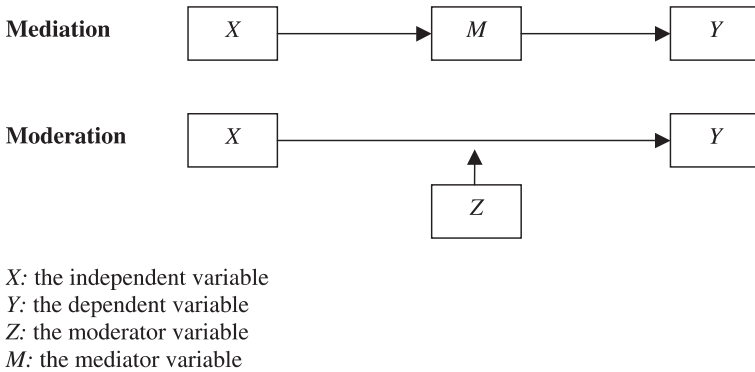 Mediation X M Y
Moderation X Y
Z
X: the independent variable
Y: the dependent variable
Z: the moderator variable
M: the mediator variable